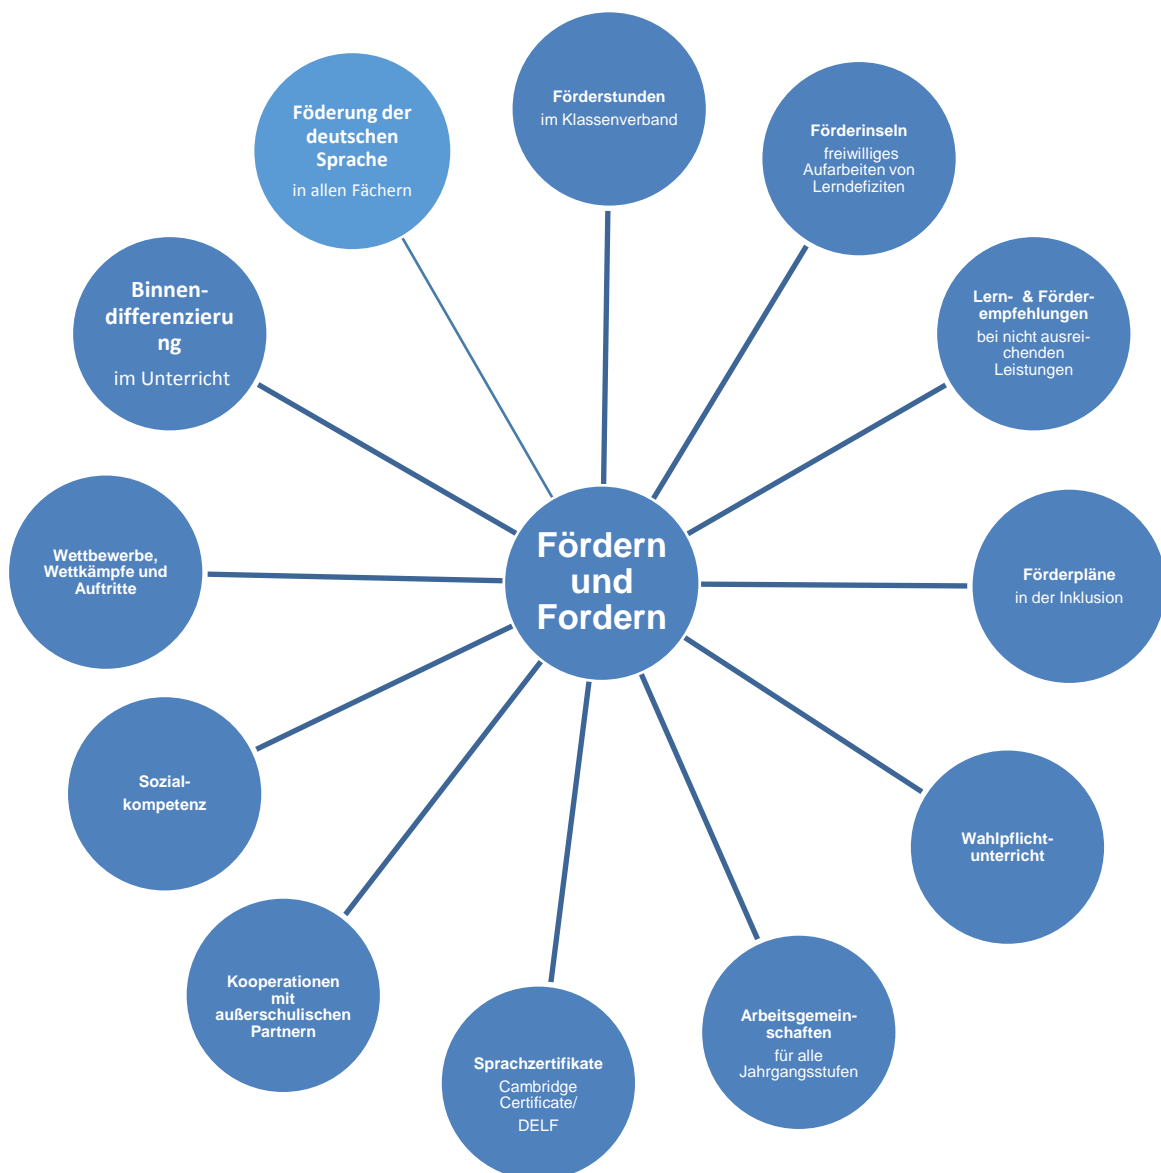 Föderung der
deutschen
Sprache
in allen Fächern
Förderstunden
im Klassenverband
Förderinseln
freiwilliges
Aufarbeiten von
Lerndefiziten
Lern- & Förder-
empfehlungen
bei nicht ausrei-
chenden
Leistungen
Förderpläne
in der Inklusion
Wahlpflicht-
unterricht
Arbeitsgemein-
schaften
für alle
Jahrgangsstufen
Sprachzertifikate
Cambridge
Certificate/
DELF
Kooperationen
mit
außerschulischen
Partnern
Sozial-
kompetenz
Wettbewerbe,
Wettkämpfe und
Auftritte
Binnen-
differenzieru
ng
im Unterricht
Fördern
und
Fordern